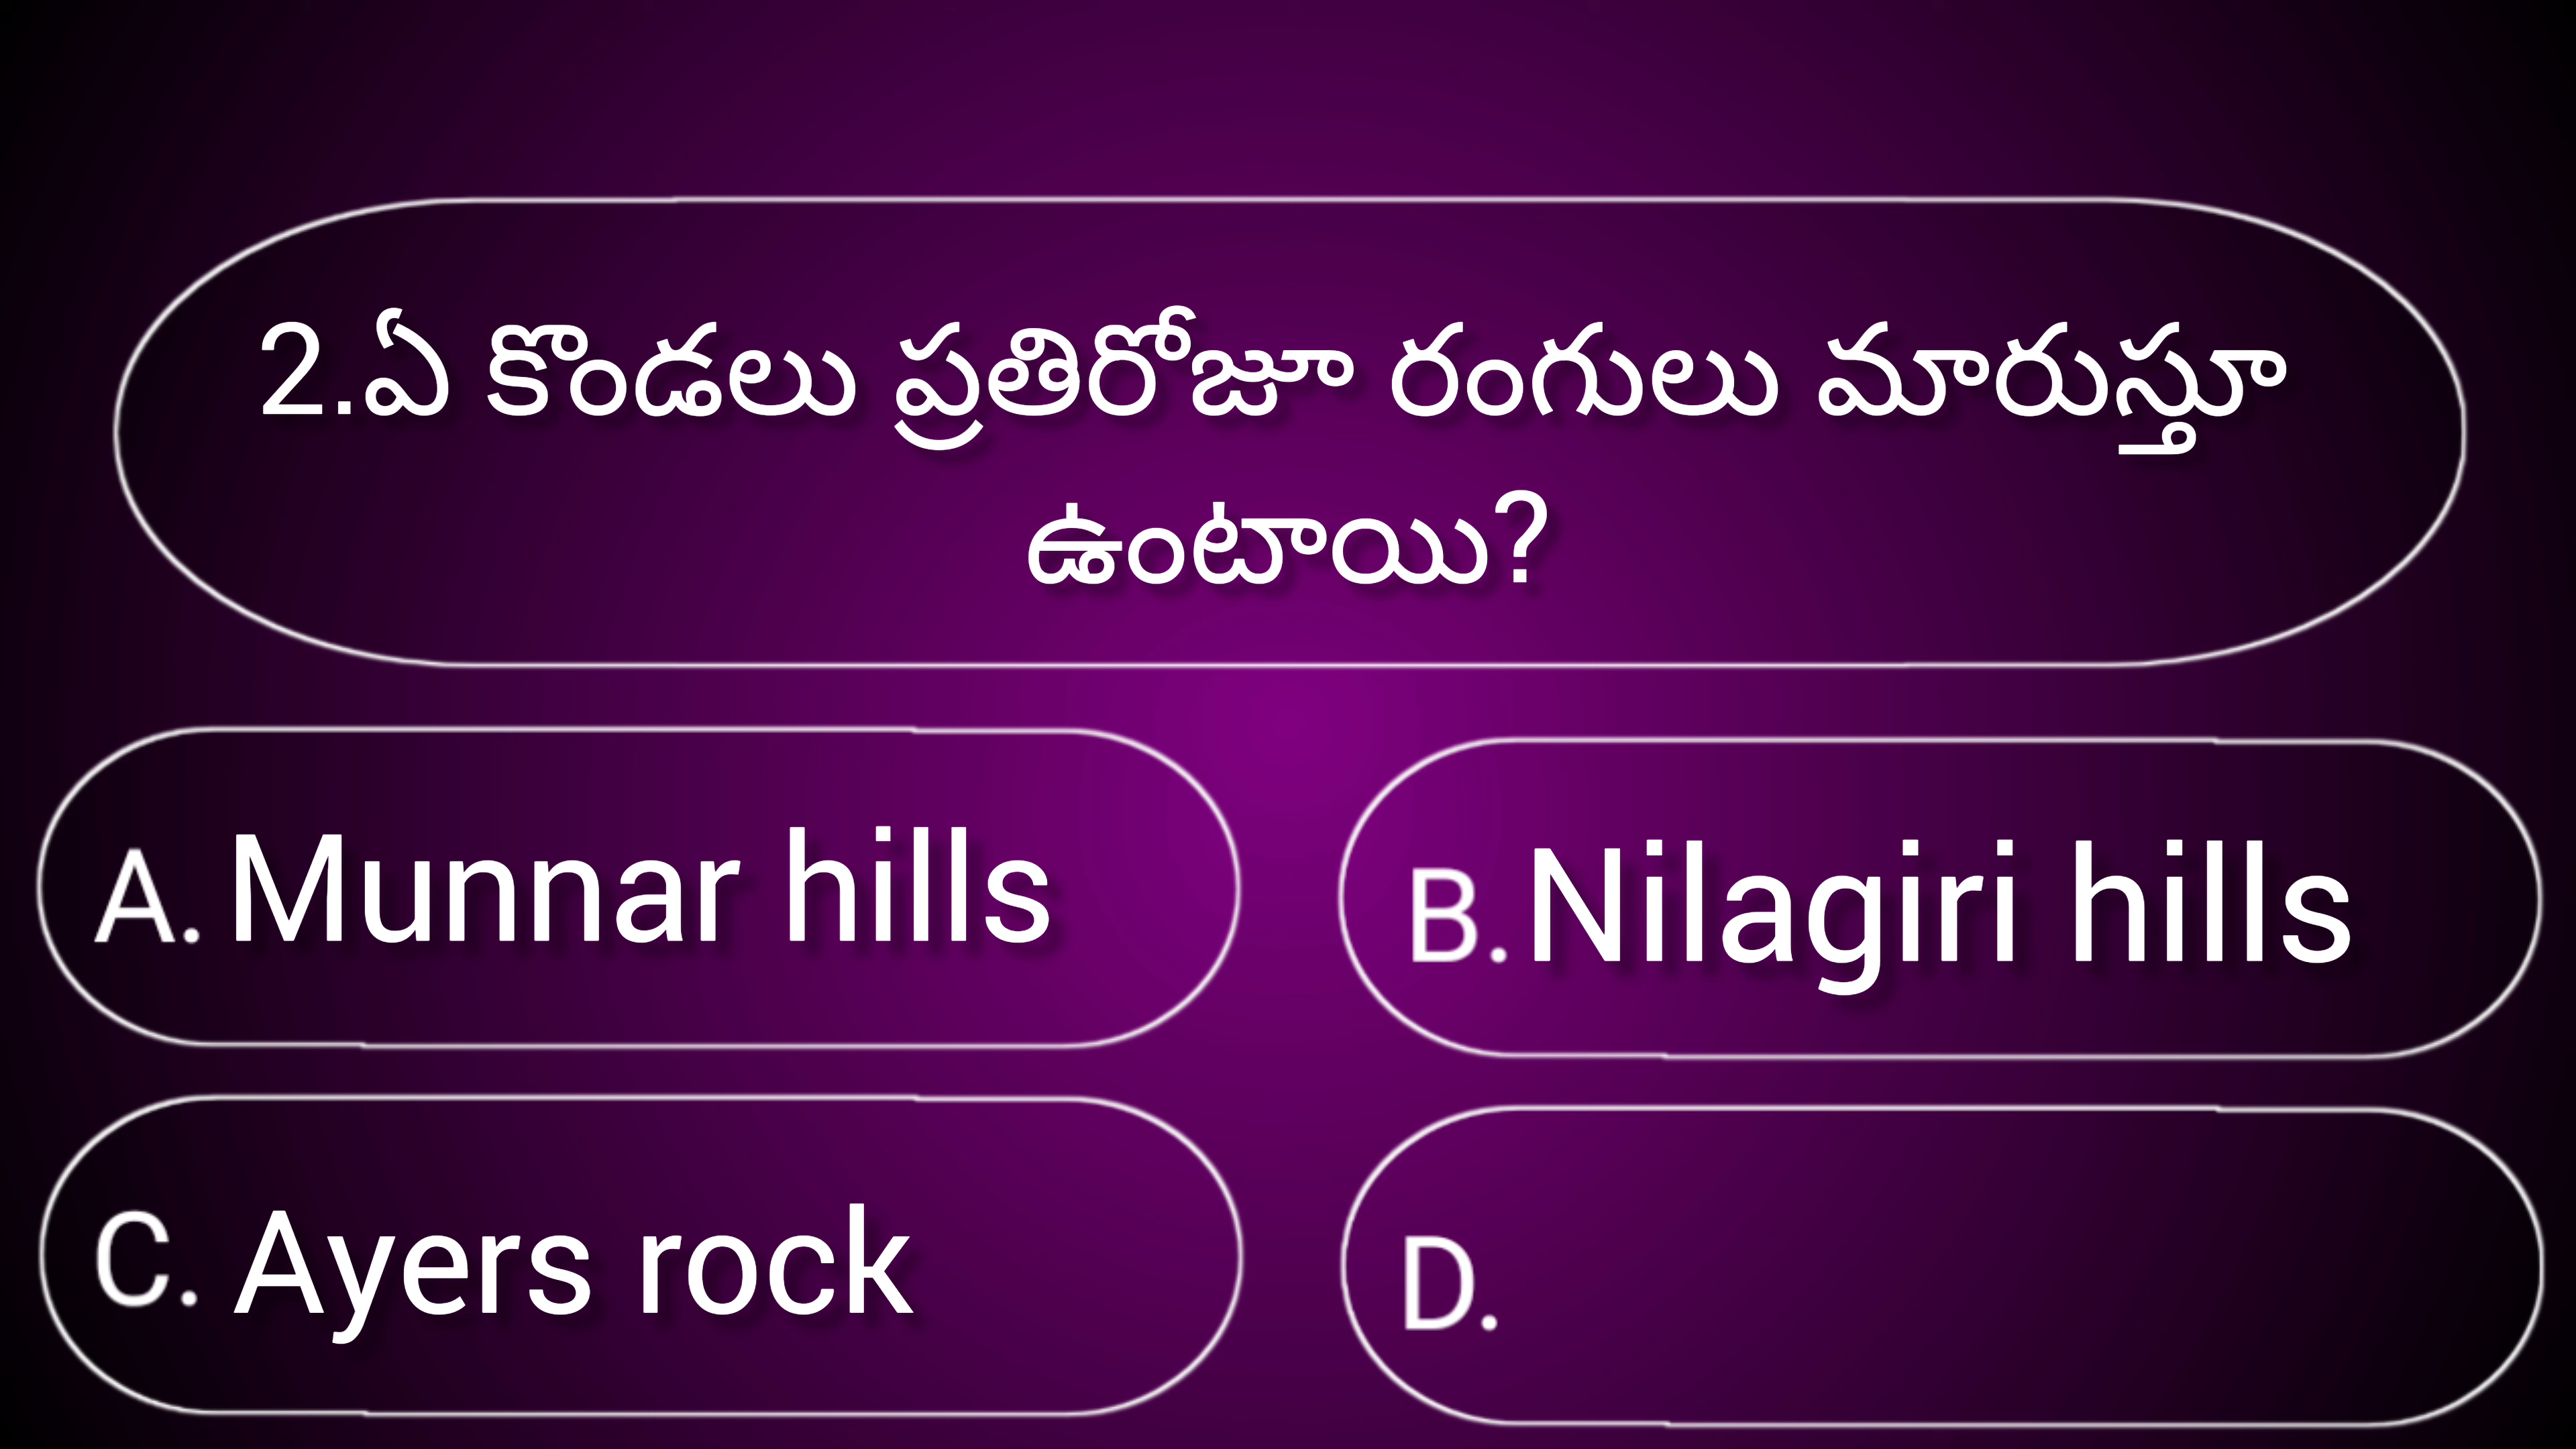 2.ఏ కొండలు ప్రతిరోజూ రంగులు మారుస్తూ
ఉంటాయి?
A. Munnar hills
B. Nilagiri hills
C. Ayers rock
D.